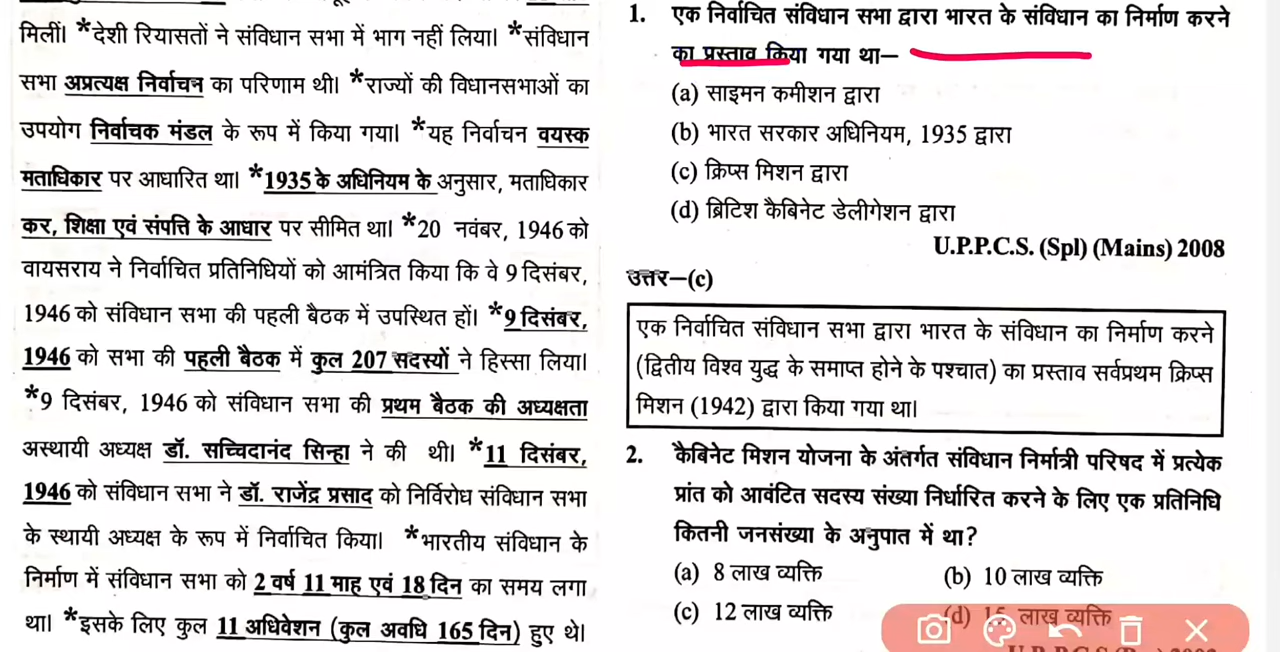 मिलीं। *देशी रियासतों ने संविधान सभा में भाग नहीं लिया। *संविधान
सभा अप्रत्यक्ष निर्वाचन का परिणाम थी। *राज्यों की विधानसभाओं का
उपयोग निर्वाचक मंडल के रूप में किया गया। *यह निर्वाचन वयस्क
मताधिकार पर आधारित था। *1935 के अधिनियम के अनुसार, मताधिकार
कर, शिक्षा एवं संपत्ति के आधार पर सीमित था। *20 नवंबर, 1946 को
वायसराय ने निर्वाचित प्रतिनिधियों को आमंत्रित किया कि वे 9 दिसंबर,
1946 को संविधान सभा की पहली बैठक में उपस्थित हों। *9 दिसंबर,
1946 को सभा की पहली बैठक में कुल 207 सदस्यों ने हिस्सा लिया।
*9 दिसंबर, 1946 को संविधान सभा की प्रथम बैठक की अध्यक्षता
अस्थायी अध्यक्ष डॉ. सच्चिदानंद सिन्हा ने की थी। *11 दिसंबर,
1946 को संविधान सभा ने डॉ. राजेंद्र प्रसाद को निर्विरोध संविधान सभा
के स्थायी अध्यक्ष के रूप में निर्वाचित किया। *भारतीय संविधान के
निर्माण में संविधान सभा को 2 वर्ष 11 माह एवं 18 दिन का समय लगा
था। *इसके लिए कुल 11 अधिवेशन (कुल अवधि 165 दिन) हुए थे।
1. एक निर्वाचित संविधान सभा द्वारा भारत के संविधान का निर्माण करने
का प्रस्ताव किया गया था–
(a) साइमन कमीशन द्वारा
(b) भारत सरकार अधिनियम, 1935 द्वारा
(c) क्रिप्स मिशन द्वारा
(d) ब्रिटिश कैबिनेट डेलीगेशन द्वारा
U.P.P.C.S. (Spl) (Mains) 2008
उत्तर–(c)
एक निर्वाचित संविधान सभा द्वारा भारत के संविधान का निर्माण करने
(द्वितीय विश्व युद्ध के समाप्त होने के पश्चात) का प्रस्ताव सर्वप्रथम क्रिप्स
मिशन (1942) द्वारा किया गया था।
2. कैबिनेट मिशन योजना के अंतर्गत संविधान निर्मात्री परिषद में प्रत्येक
प्रांत को आवंटित सदस्य संख्या निर्धारित करने के लिए एक प्रतिनिधि
कितनी जनसंख्या के अनुपात में था?
(a) 8 लाख व्यक्ति (b) 10 लाख व्यक्ति
(c) 12 लाख व्यक्ति (d) 15 लाख व्यक्ति